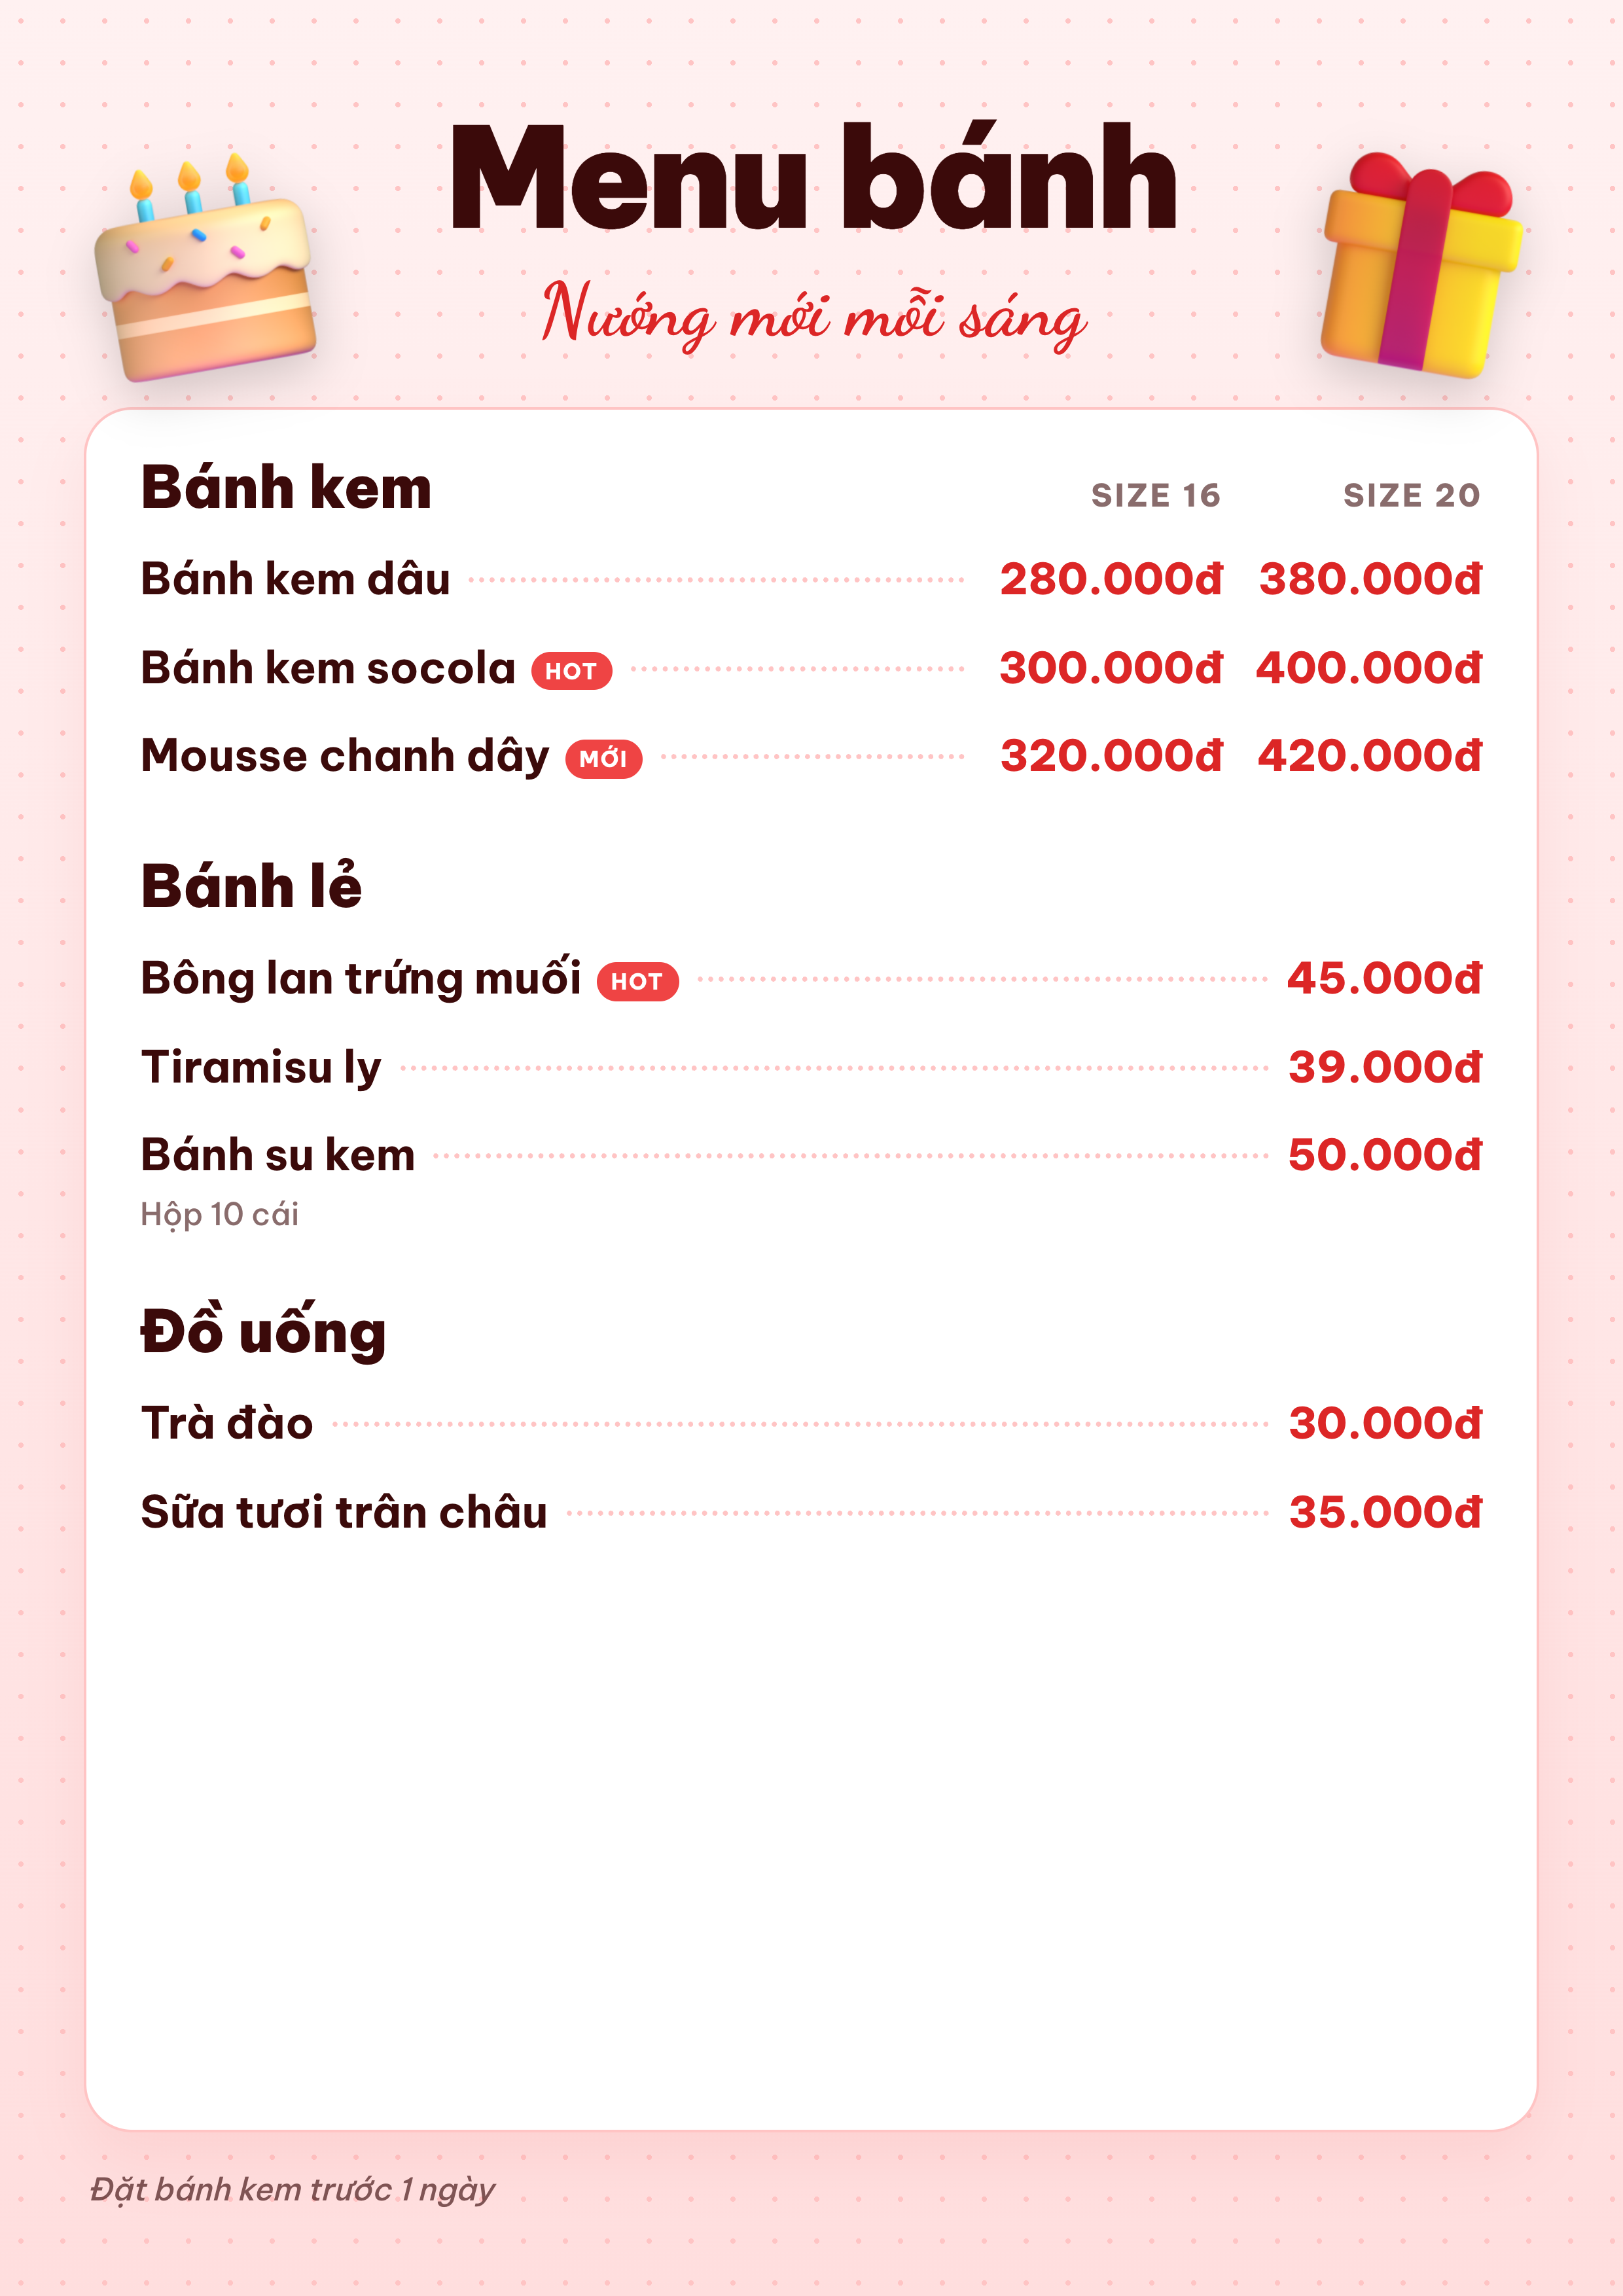 Menu bánh
Nướng mới mỗi sáng
Bánh kem SIZE 16 SIZE 20
Bánh kem dâu 280.000đ 380.000đ
Bánh kem socola HOT 300.000đ 400.000đ
Mousse chanh dây MỚI 320.000đ 420.000đ
Bánh lẻ
Bông lan trứng muối HOT 45.000đ
Tiramisu ly 39.000đ
Bánh su kem 50.000đ
Hộp 10 cái
Đồ uống
Trà đào 30.000đ
Sữa tươi trân châu 35.000đ
Đặt bánh kem trước 1 ngày